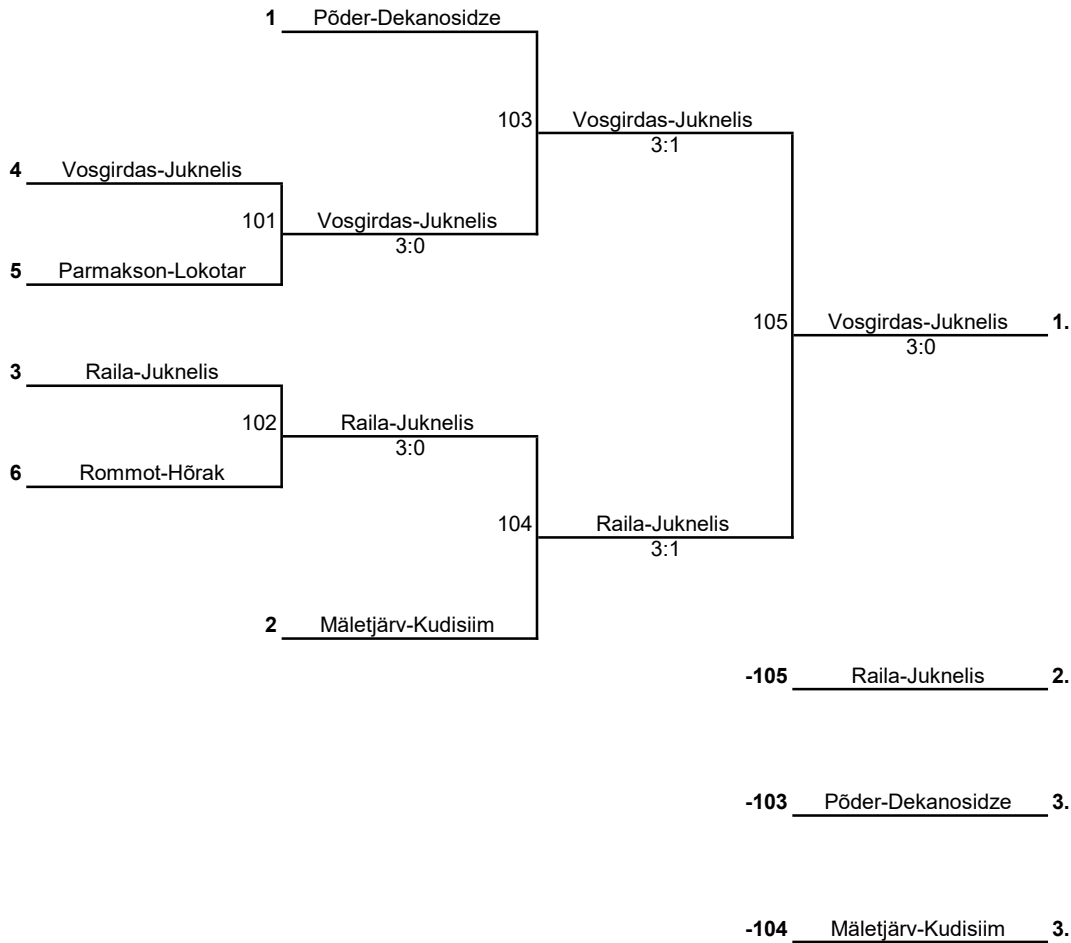 1 Põder-Dekanosidze
103 Vosgirdas-Juknelis
3:1
4 Vosgirdas-Juknelis
101 Vosgirdas-Juknelis
3:0
5 Parmakson-Lokotar
105 Vosgirdas-Juknelis 1.
3:0
3 Raila-Juknelis
102 Raila-Juknelis
3:0
6 Rommot-Hõrak
104 Raila-Juknelis
3:1
2 Mäletjärv-Kudisiim
-105 Raila-Juknelis 2.
-103 Põder-Dekanosidze 3.
-104 Mäletjärv-Kudisiim 3.